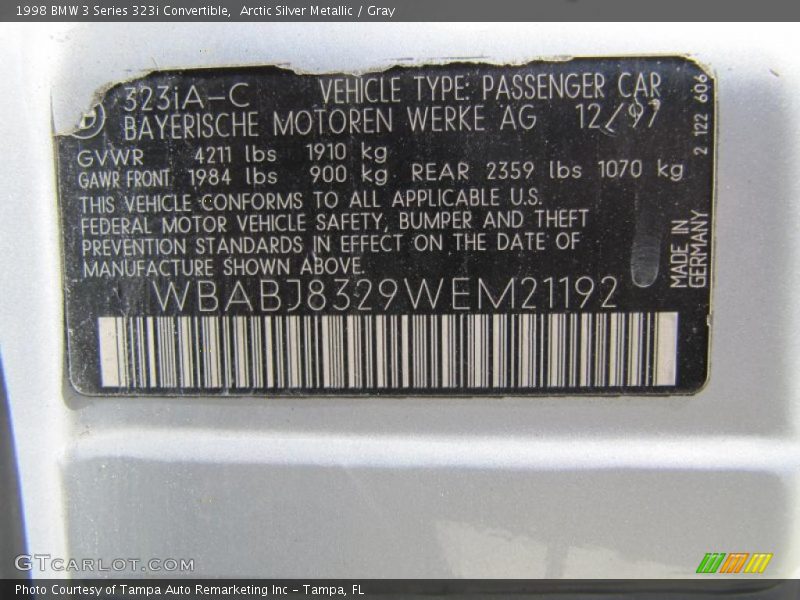 1998 BMW 3 Series 323i Convertible, Arctic Silver Metallic / Gray
323iA-C VEHICLE TYPE: PASSENGER CAR
BAYERISCHE MOTOREN WERKE AG 12/97
GVWR 4211 lbs 1910 kg
GAWR FRONT 1984 lbs 900 kg REAR 2359 lbs 1070 kg
THIS VEHICLE CONFORMS TO ALL APPLICABLE U.S.
FEDERAL MOTOR VEHICLE SAFETY, BUMPER AND THEFT
PREVENTION STANDARDS IN EFFECT ON THE DATE OF
MANUFACTURE SHOWN ABOVE.
WBABJ8329WEM21192
2 122 606
MADE IN
GERMANY
GTCARLOT.COM
Photo Courtesy of Tampa Auto Remarketing Inc - Tampa, FL